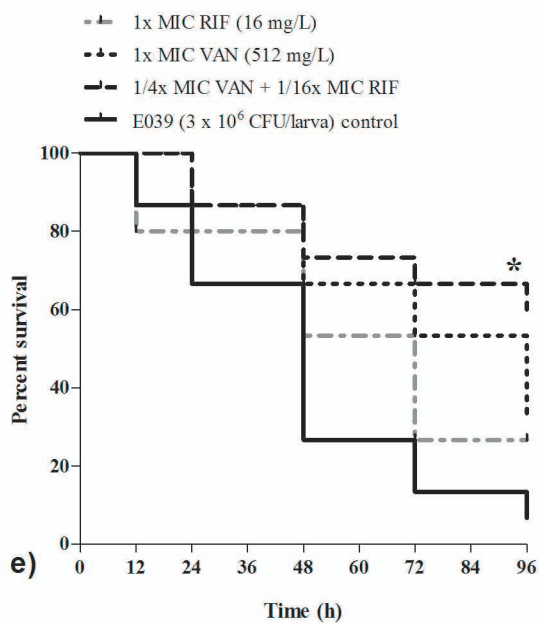 1x MIC RIF (16 mg/L)
1x MIC VAN (512 mg/L)
1/4x MIC VAN + 1/16x MIC RIF
E039 (3 x 10⁶ CFU/larva) control
100
80
60
40
20
0
Percent survival
*
e)
0 12 24 36 48 60 72 84 96
Time (h)